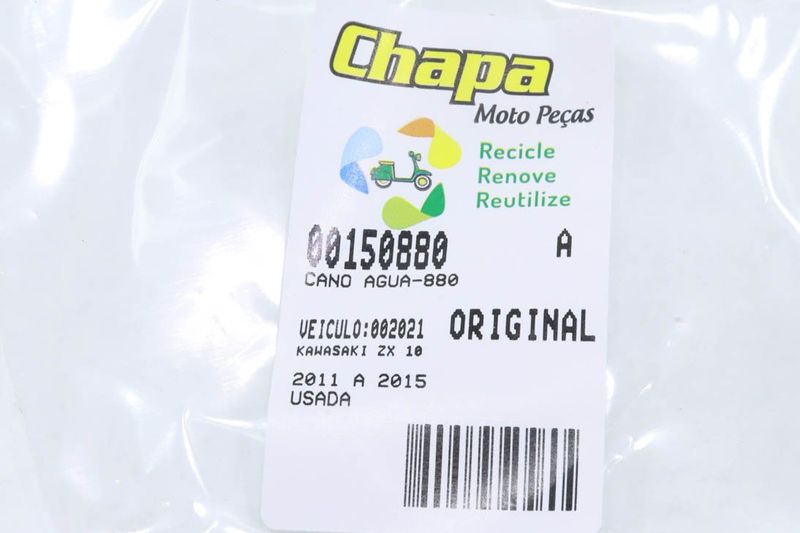 Chapa
Moto Peças
Recicle
Renove
Reutilize
00150880 A
CANO AGUA-880
VEICULO:002021 ORIGINAL
KAWASAKI ZX 10
2011 A 2015
USADA